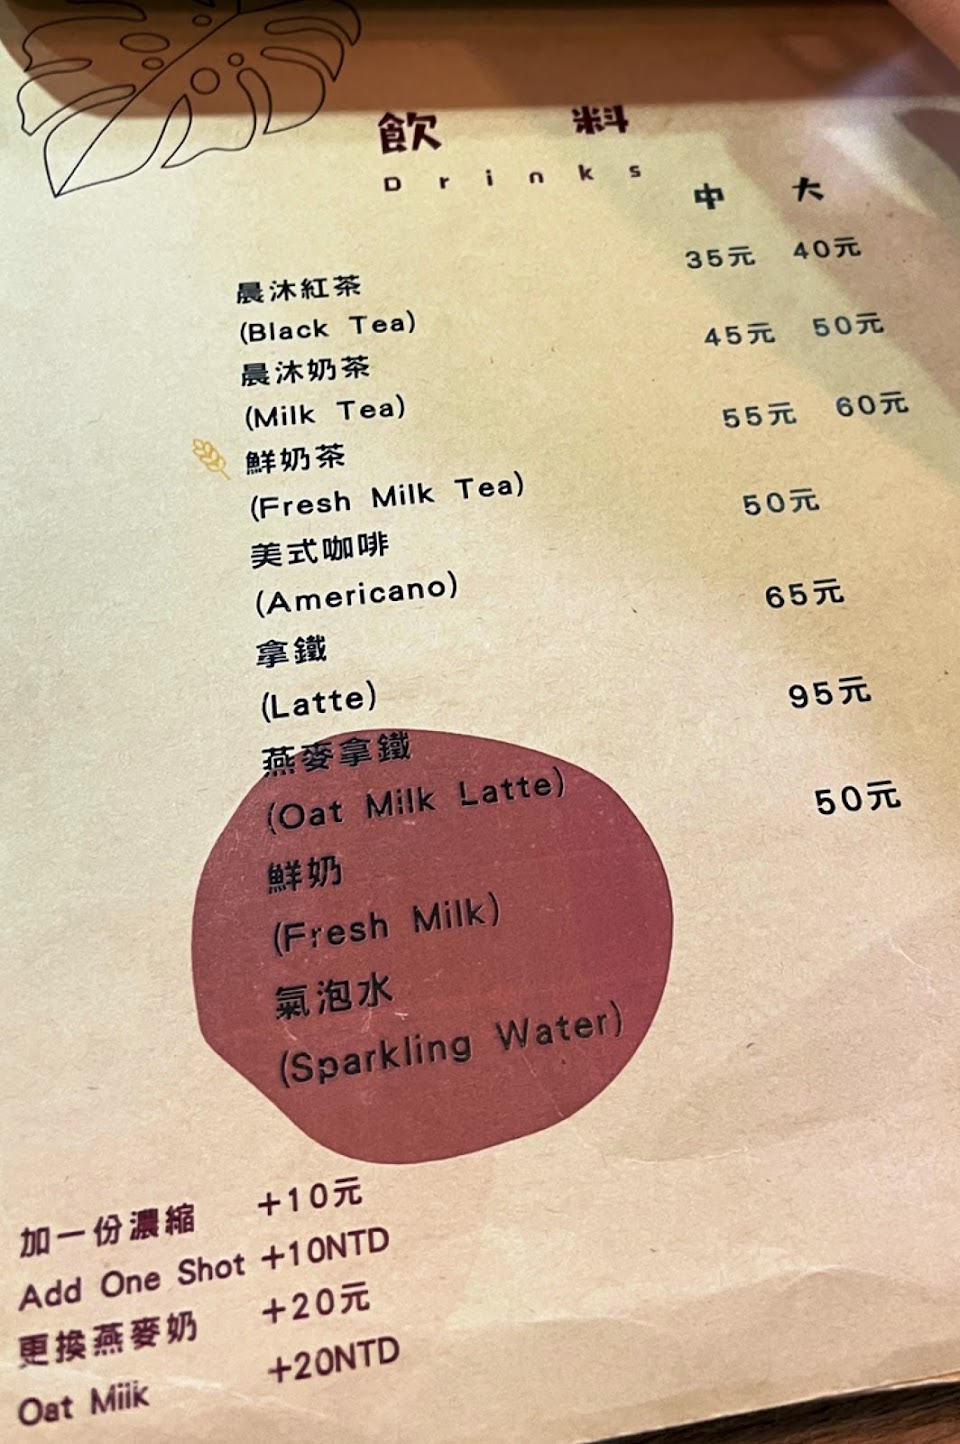 飲料
Drinks
中 大
晨沐紅茶 35元 40元
(Black Tea)
晨沐奶茶 45元 50元
(Milk Tea)
鮮奶茶 55元 60元
(Fresh Milk Tea)
美式咖啡 50元
(Americano)
拿鐵 65元
(Latte)
燕麥拿鐵 95元
(Oat Milk Latte)
鮮奶 50元
(Fresh Milk)
氣泡水
(Sparkling Water)
加一份濃縮 +10元
Add One Shot +10NTD
更換燕麥奶 +20元
Oat Milk +20NTD